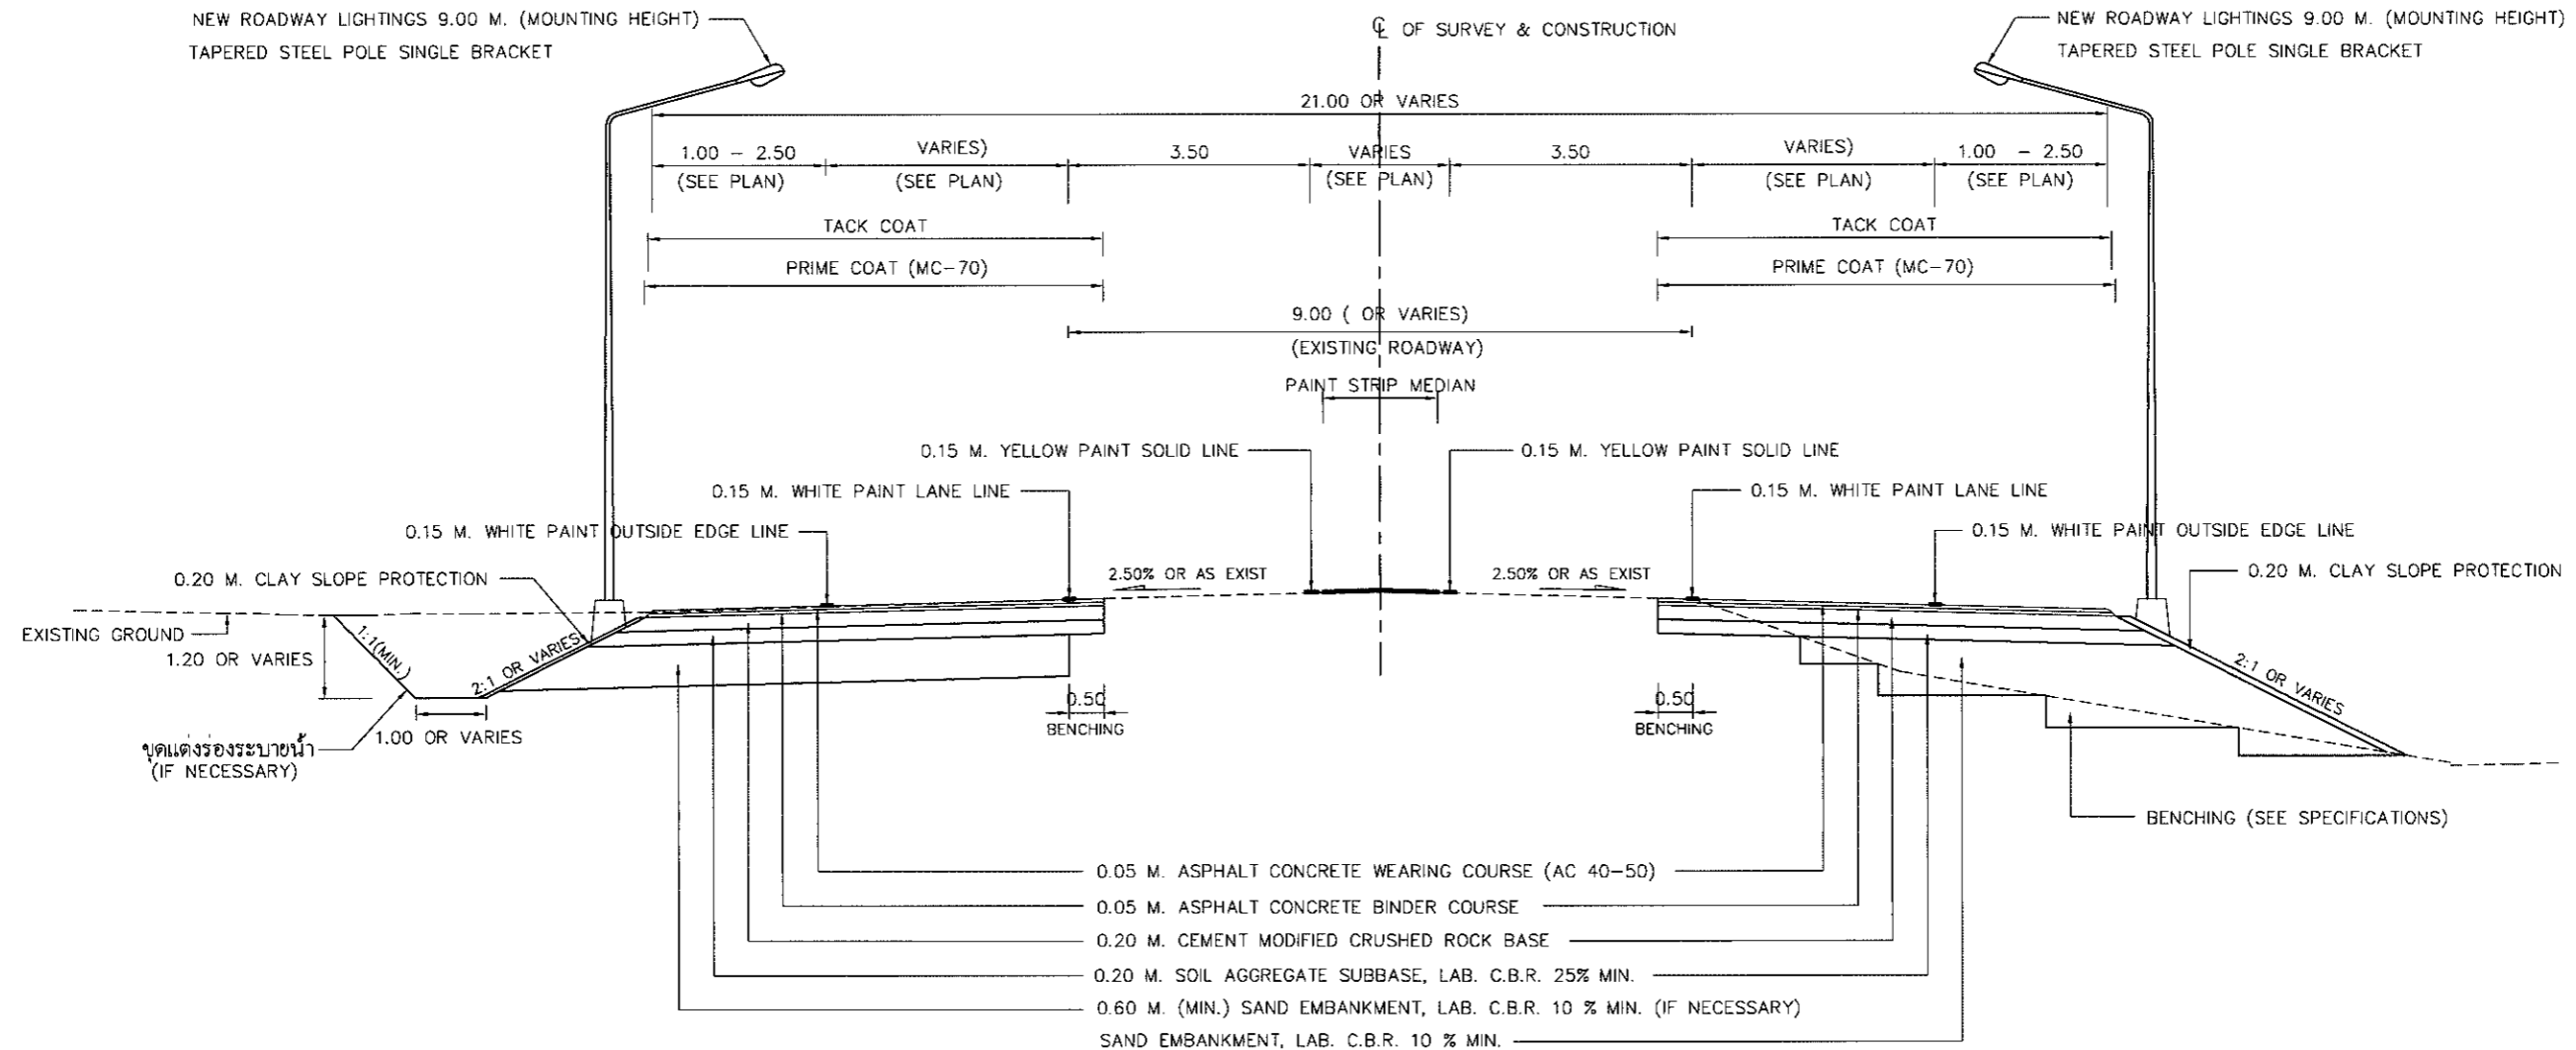 NEW ROADWAY LIGHTINGS 9.00 M. (MOUNTING HEIGHT)
TAPERED STEEL POLE SINGLE BRACKET
℄ OF SURVEY & CONSTRUCTION
NEW ROADWAY LIGHTINGS 9.00 M. (MOUNTING HEIGHT)
TAPERED STEEL POLE SINGLE BRACKET
21.00 OR VARIES
1.00 - 2.50
(SEE PLAN)
VARIES)
(SEE PLAN)
3.50
VARIES
(SEE PLAN)
3.50
VARIES)
(SEE PLAN)
1.00 - 2.50
(SEE PLAN)
TACK COAT
TACK COAT
PRIME COAT (MC-70)
PRIME COAT (MC-70)
9.00 ( OR VARIES)
(EXISTING ROADWAY)
PAINT STRIP MEDIAN
0.15 M. YELLOW PAINT SOLID LINE
0.15 M. YELLOW PAINT SOLID LINE
0.15 M. WHITE PAINT LANE LINE
0.15 M. WHITE PAINT LANE LINE
0.15 M. WHITE PAINT OUTSIDE EDGE LINE
0.15 M. WHITE PAINT OUTSIDE EDGE LINE
0.20 M. CLAY SLOPE PROTECTION
2.50% OR AS EXIST
2.50% OR AS EXIST
0.20 M. CLAY SLOPE PROTECTION
EXISTING GROUND
1.20 OR VARIES
1:1(MIN.)
2:1 OR VARIES
2:1 OR VARIES
1.00 OR VARIES
0.50
BENCHING
0.50
BENCHING
ขุดแต่งร่องระบายน้ำ
(IF NECESSARY)
BENCHING (SEE SPECIFICATIONS)
0.05 M. ASPHALT CONCRETE WEARING COURSE (AC 40-50)
0.05 M. ASPHALT CONCRETE BINDER COURSE
0.20 M. CEMENT MODIFIED CRUSHED ROCK BASE
0.20 M. SOIL AGGREGATE SUBBASE, LAB. C.B.R. 25% MIN.
0.60 M. (MIN.) SAND EMBANKMENT, LAB. C.B.R. 10 % MIN. (IF NECESSARY)
SAND EMBANKMENT, LAB. C.B.R. 10 % MIN.